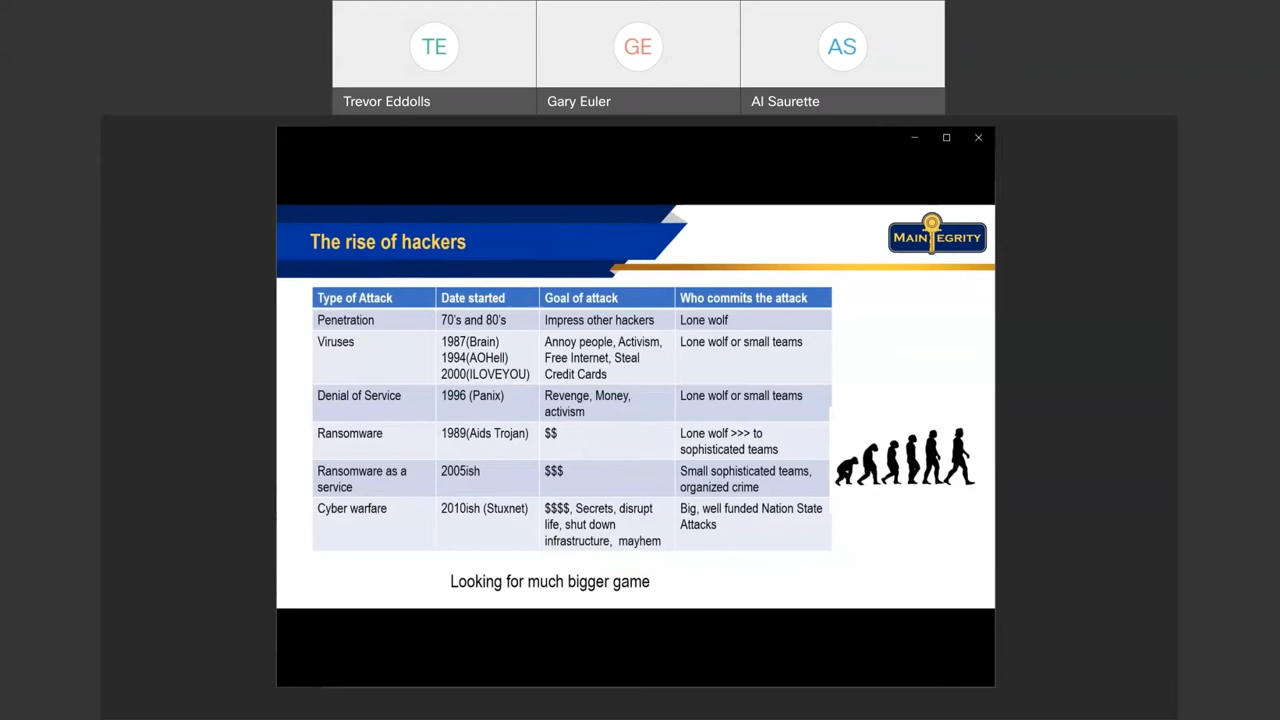 TE
GE
AS
Trevor Eddolls
Gary Euler
Al Saurette
The rise of hackers
MAINTEGRITY
Type of Attack Date started Goal of attack Who commits the attack
Penetration 70's and 80's Impress other hackers Lone wolf
Viruses 1987(Brain) Annoy people, Activism, Lone wolf or small teams
1994(AOHell) Free Internet, Steal
2000(ILOVEYOU) Credit Cards
Denial of Service 1996 (Panix) Revenge, Money, Lone wolf or small teams
activism
Ransomware 1989(Aids Trojan) $$ Lone wolf >>> to
sophisticated teams
Ransomware as a 2005ish $$$ Small sophisticated teams,
service organized crime
Cyber warfare 2010ish (Stuxnet) $$$$, Secrets, disrupt Big, well funded Nation State
life, shut down Attacks
infrastructure, mayhem
Looking for much bigger game